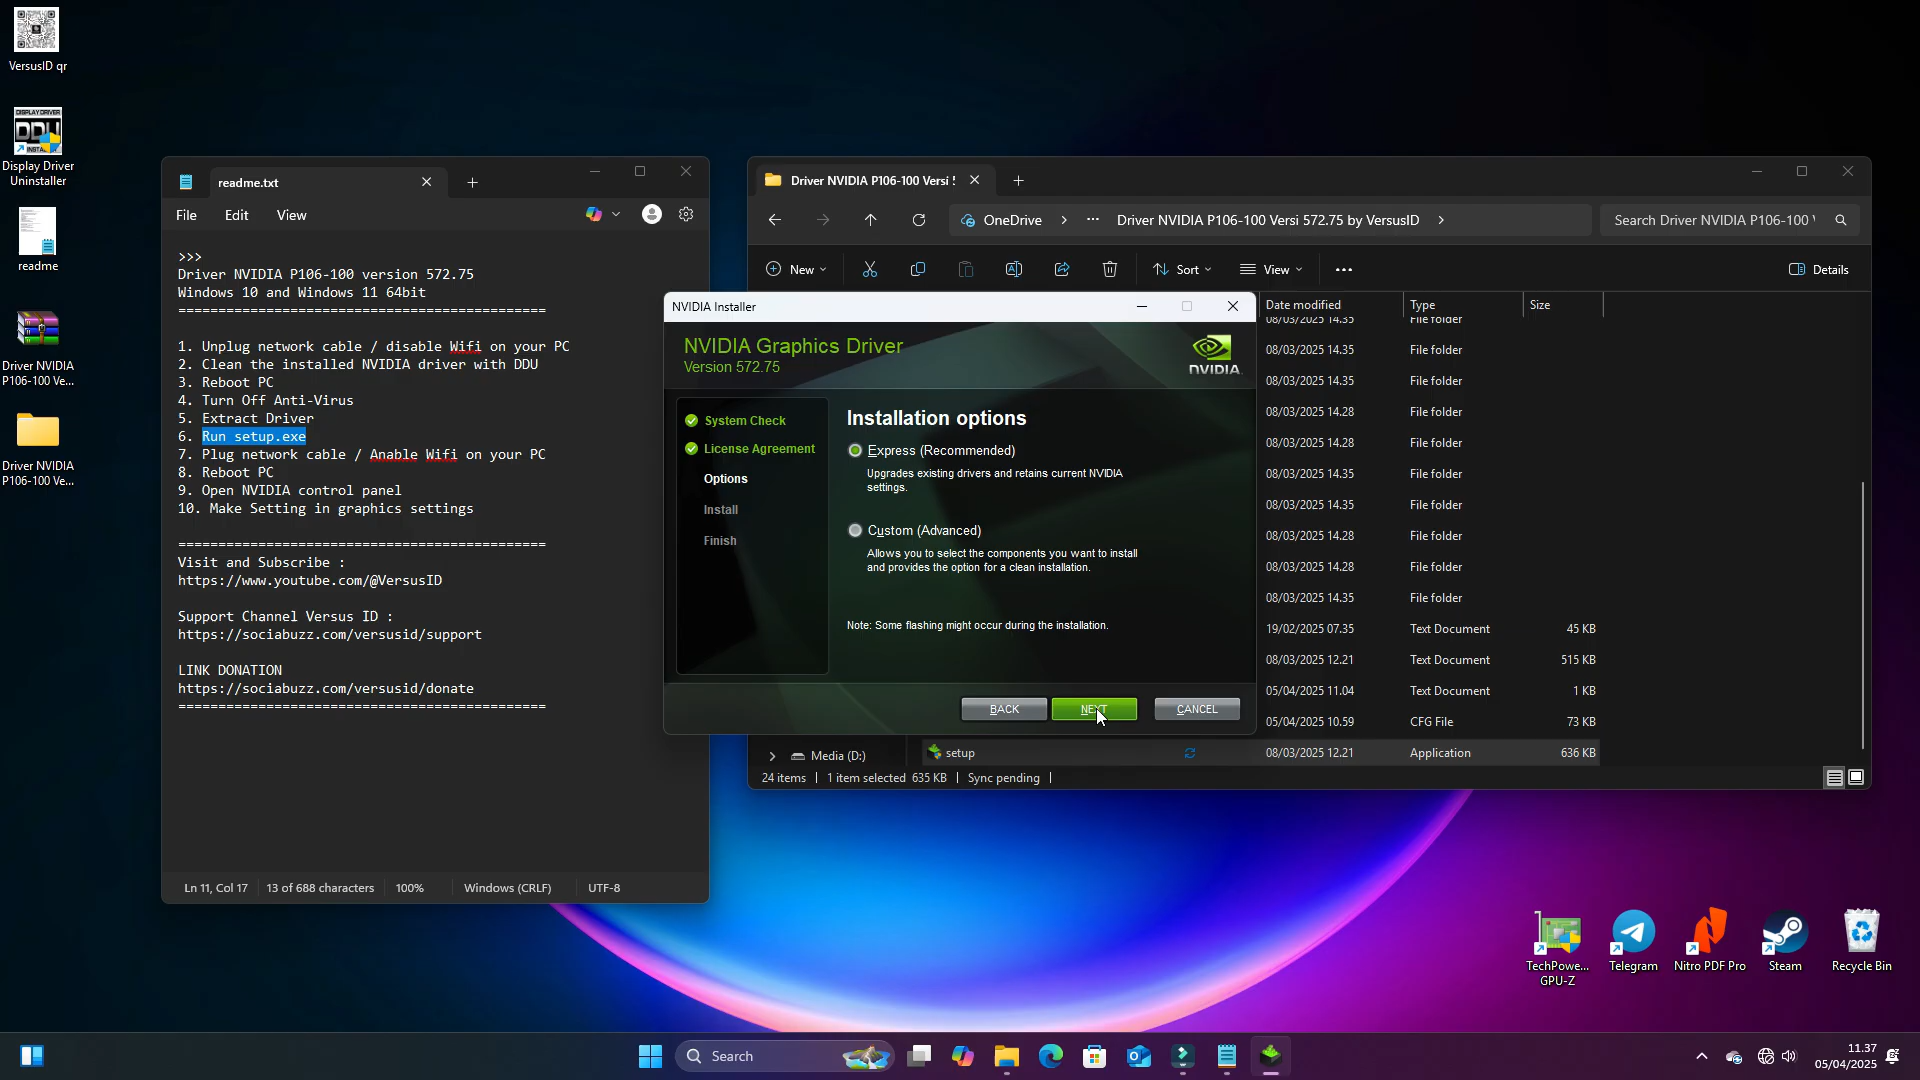 VersusID qr
Display Driver
Uninstaller
readme
Driver NVIDIA
P106-100 Ve...
Driver NVIDIA
P106-100 Ve...
readme.txt
File
Edit
View
>>>
Driver NVIDIA P106-100 version 572.75
Windows 10 and Windows 11 64bit
==============================================
1. Unplug network cable / disable Wifi on your PC
2. Clean the installed NVIDIA driver with DDU
3. Reboot PC
4. Turn Off Anti-Virus
5. Extract Driver
6. Run setup.exe
7. Plug network cable / Anable Wifi on your PC
8. Reboot PC
9. Open NVIDIA control panel
10. Make Setting in graphics settings
==============================================
Visit and Subscribe :
https://www.youtube.com/@VersusID
Support Channel Versus ID :
https://sociabuzz.com/versusid/support
LINK DONATION
https://sociabuzz.com/versusid/donate
==============================================
Ln 11, Col 17
13 of 688 characters
100%
Windows (CRLF)
UTF-8
Driver NVIDIA P106-100 Versi
OneDrive
Driver NVIDIA P106-100 Versi 572.75 by VersusID
Search Driver NVIDIA P106-100
New
Sort
View
Details
Date modified
Type
Size
08/03/2025 14.35 File folder
08/03/2025 14.35 File folder
08/03/2025 14.35 File folder
08/03/2025 14.28 File folder
08/03/2025 14.28 File folder
08/03/2025 14.35 File folder
08/03/2025 14.35 File folder
08/03/2025 14.28 File folder
08/03/2025 14.28 File folder
08/03/2025 14.35 File folder
19/02/2025 07.35 Text Document 45 KB
08/03/2025 12.21 Text Document 515 KB
05/04/2025 11.04 Text Document 1 KB
05/04/2025 10.59 CFG File 73 KB
setup 08/03/2025 12.21 Application 636 KB
Media (D:)
24 items
1 item selected 635 KB
Sync pending
NVIDIA Installer
NVIDIA Graphics Driver
Version 572.75
NVIDIA.
System Check
License Agreement
Options
Install
Finish
Installation options
Express (Recommended)
Upgrades existing drivers and retains current NVIDIA
settings.
Custom (Advanced)
Allows you to select the components you want to install
and provides the option for a clean installation.
Note: Some flashing might occur during the installation.
BACK
NEXT
CANCEL
TechPowe...
GPU-Z
Telegram
Nitro PDF Pro
Steam
Recycle Bin
Search
11.37
05/04/2025